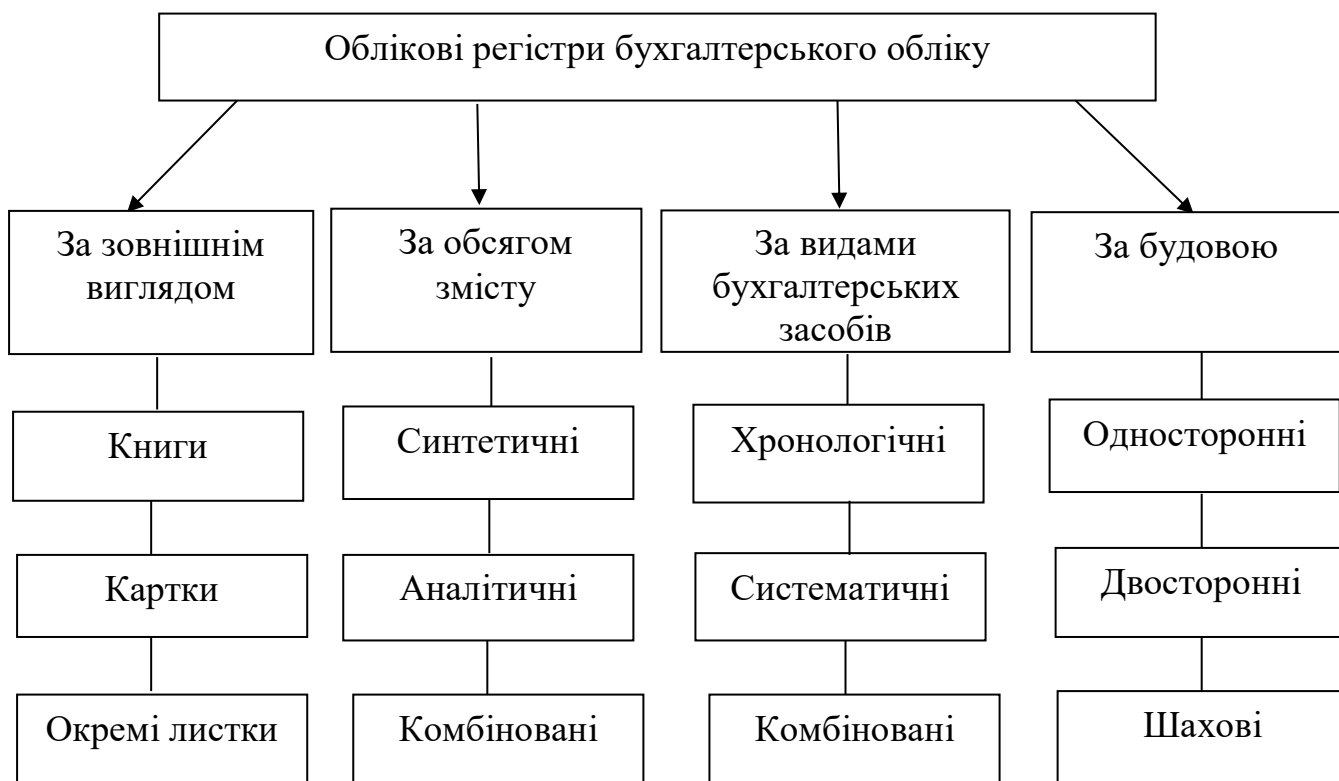 Облікові регістри бухгалтерського обліку
За зовнішнім
виглядом
За обсягом
змісту
За видами
бухгалтерських
засобів
За будовою
Книги
Синтетичні
Хронологічні
Односторонні
Картки
Аналітичні
Систематичні
Двосторонні
Окремі листки
Комбіновані
Комбіновані
Шахові